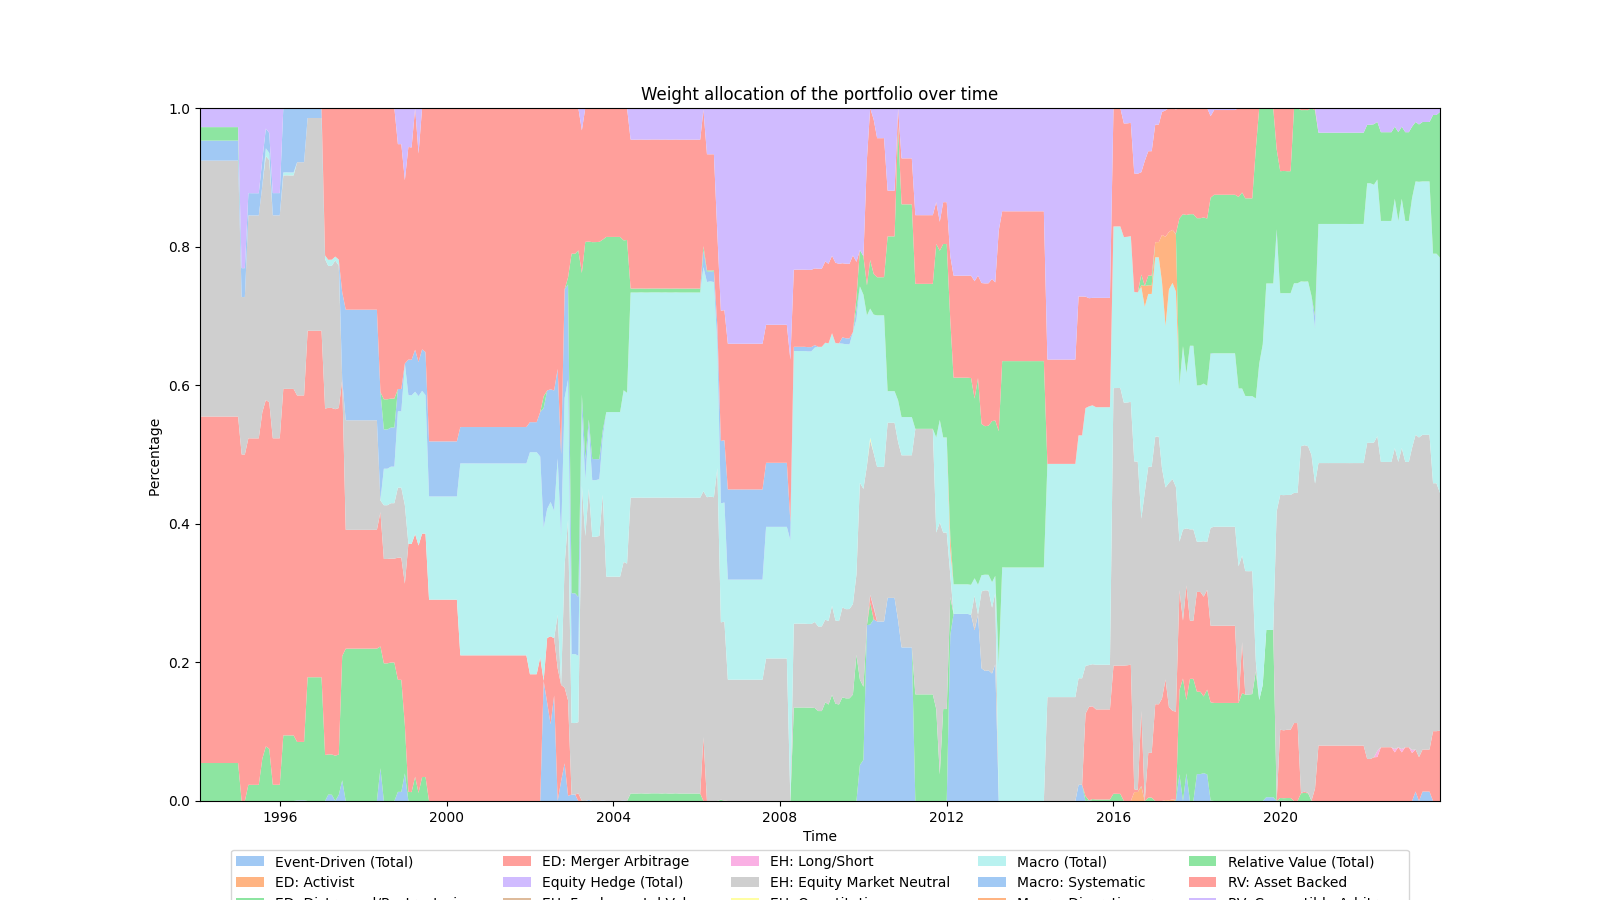 Weight allocation of the portfolio over time
1.0
0.8
0.6
0.4
0.2
0.0
Percentage
1996 2000 2004 2008 2012 2016 2020
Time
Event-Driven (Total) ED: Merger Arbitrage EH: Long/Short Macro (Total) Relative Value (Total)
ED: Activist Equity Hedge (Total) EH: Equity Market Neutral Macro: Systematic RV: Asset Backed